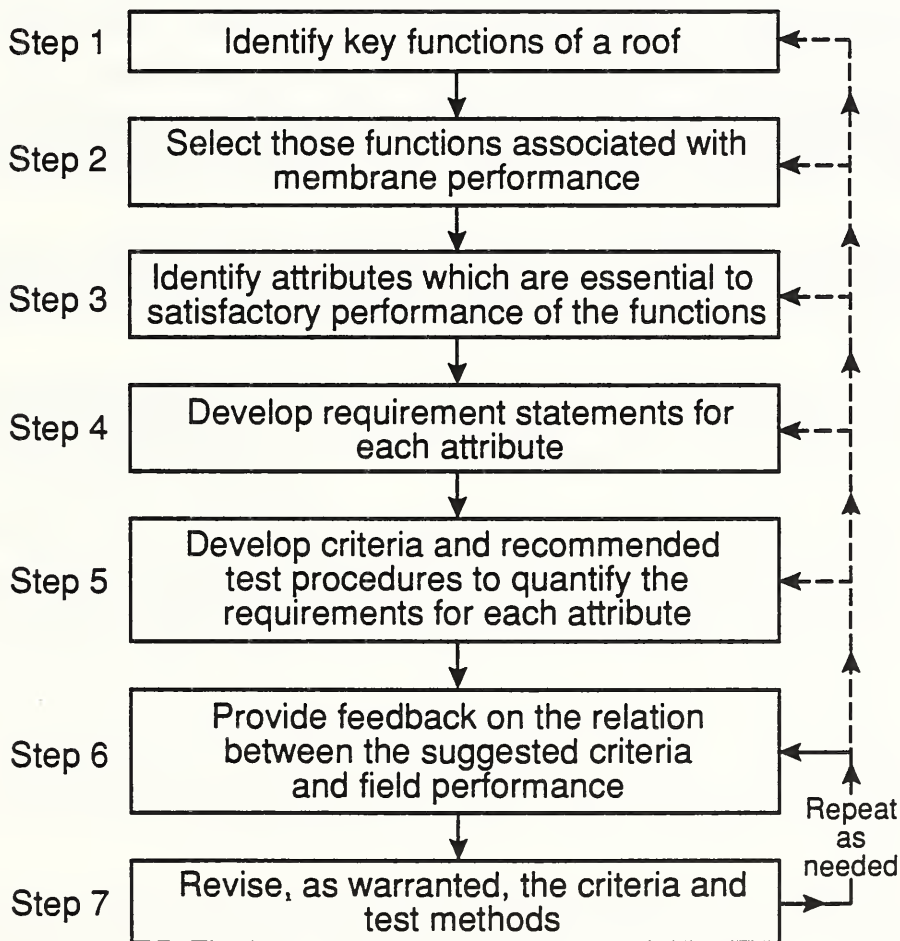 Step 1
Identify key functions of a roof
Step 2
Select those functions associated with
membrane performance
Step 3
Identify attributes which are essential to
satisfactory performance of the functions
Step 4
Develop requirement statements for
each attribute
Step 5
Develop criteria and recommended
test procedures to quantify the
requirements for each attribute
Step 6
Provide feedback on the relation
between the suggested criteria
and field performance
Repeat
as
needed
Step 7
Revise, as warranted, the criteria and
test methods